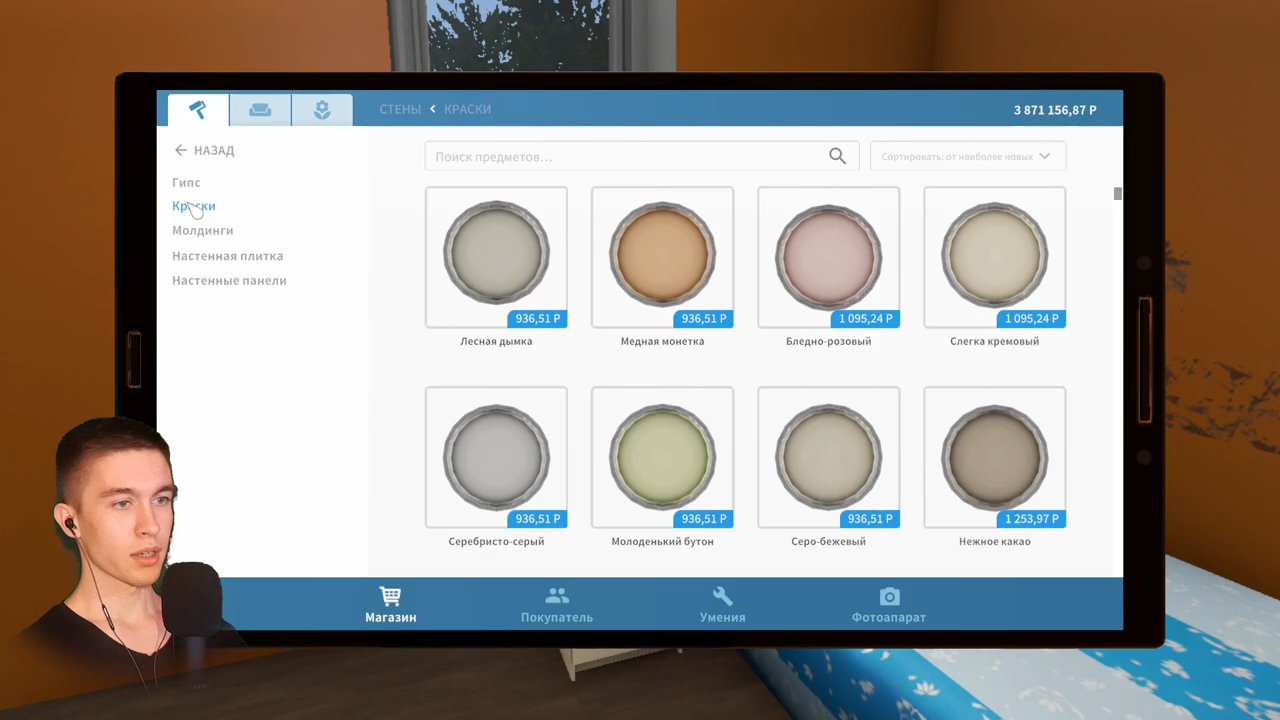 СТЕНЫ < КРАСКИ
3 871 156,87 Р
НАЗАД
Гипс
Краски
Молдинги
Настенная плитка
Настенные панели
Поиск предметов...
Сортировать: от наиболее новых
936,51 Р
936,51 Р
1 095,24 Р
1 095,24 Р
Лесная дымка
Медная монетка
Бледно-розовый
Слегка кремовый
936,51 Р
936,51 Р
936,51 Р
1 253,97 Р
Серебристо-серый
Молоденький бутон
Серо-бежевый
Нежное какао
Магазин
Покупатель
Умения
Фотоаппарат